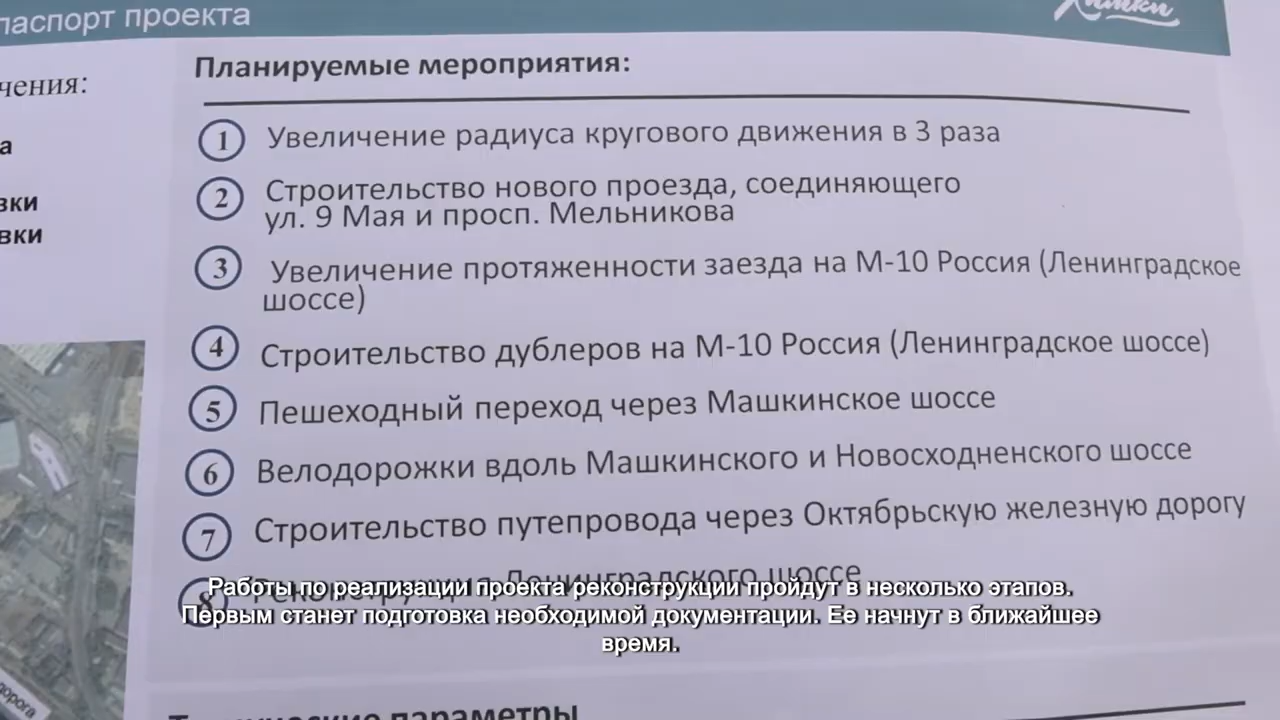 паспорт проекта
Химки
чения:
а
вки
вки
Планируемые мероприятия:
1 Увеличение радиуса кругового движения в 3 раза
2 Строительство нового проезда, соединяющего
ул. 9 Мая и просп. Мельникова
3 Увеличение протяженности заезда на М-10 Россия (Ленинградское
шоссе)
4 Строительство дублеров на М-10 Россия (Ленинградское шоссе)
5 Пешеходный переход через Машкинское шоссе
6 Велодорожки вдоль Машкинского и Новосходненского шоссе
7 Строительство путепровода через Октябрьскую железную дорогу
8 Реконструкция Ленинградского шоссе
Работы по реализации проекта реконструкции пройдут в несколько этапов.
Первым станет подготовка необходимой документации. Ее начнут в ближайшее
время.
дорога
Технические параметры